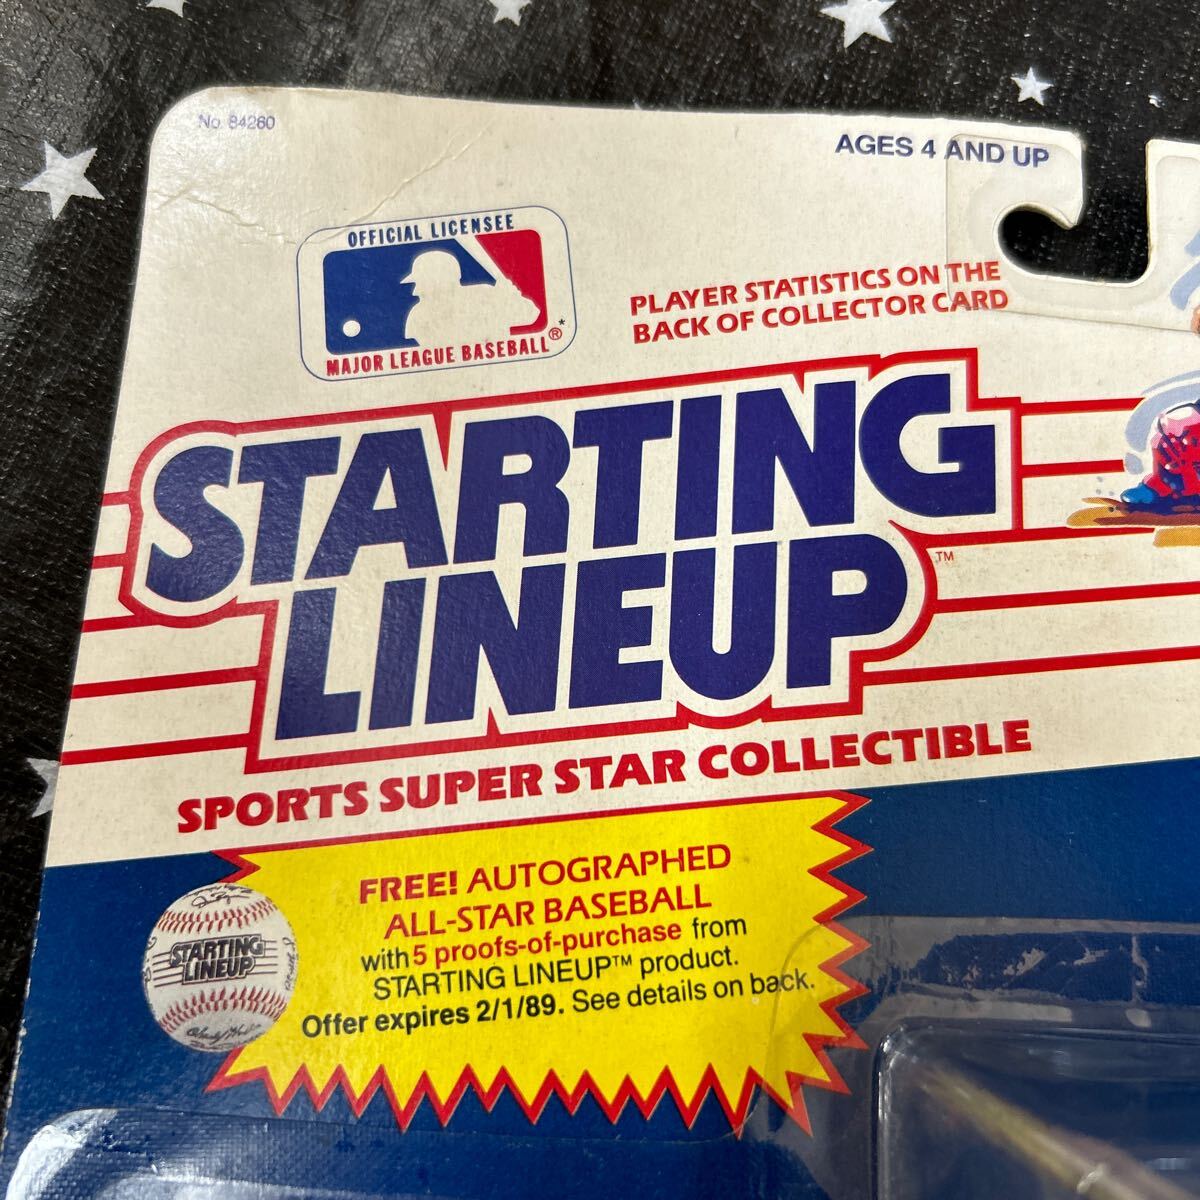 No. 84260
AGES 4 AND UP
OFFICIAL LICENSEE
MAJOR LEAGUE BASEBALL®*
PLAYER STATISTICS ON THE
BACK OF COLLECTOR CARD
STARTING
LINEUP™
SPORTS SUPER STAR COLLECTIBLE
FREE! AUTOGRAPHED
ALL-STAR BASEBALL
with 5 proofs-of-purchase from
STARTING LINEUP™ product.
Offer expires 2/1/89. See details on back.
STARTING
LINEUP